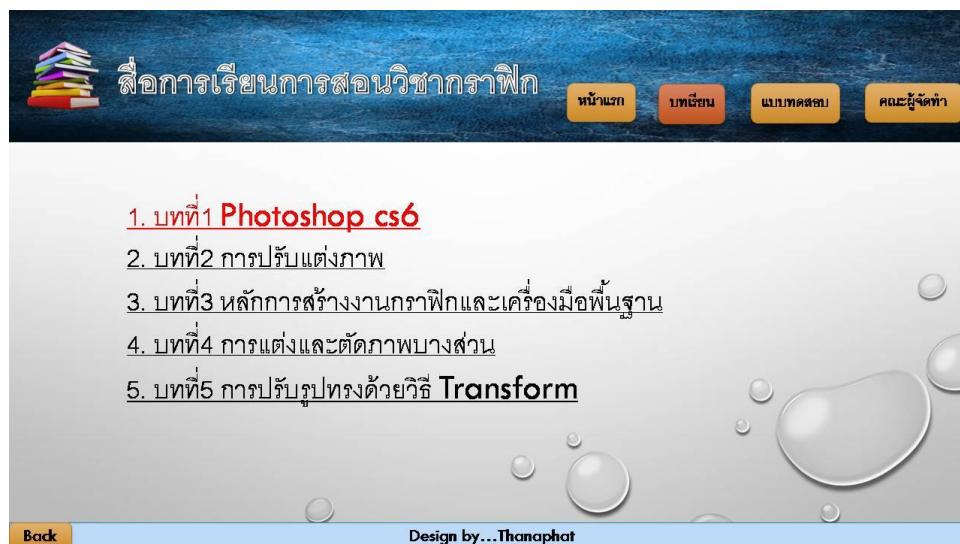 สื่อการเรียนการสอนวิชากราฟิก
หน้าแรก
บทเรียน
แบบทดสอบ
คณะผู้จัดทำ
1. บทที่1 Photoshop cs6
2. บทที่2 การปรับแต่งภาพ
3. บทที่3 หลักการสร้างงานกราฟิกและเครื่องมือพื้นฐาน
4. บทที่4 การแต่งและตัดภาพบางส่วน
5. บทที่5 การปรับรูปทรงด้วยวิธี Transform
Back
Design by...Thanaphat